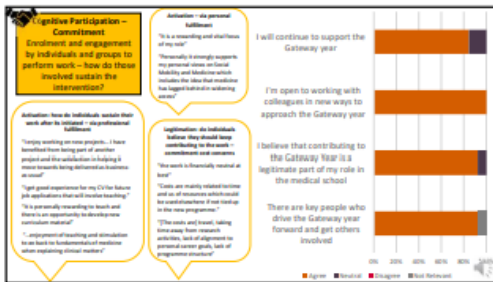 Cognitive Participation –
Commitment
Enrolment and engagement
by individuals and groups to
perform work – how do those
involved sustain the
intervention?
Activation – via personal
fulfilment
"It is a rewarding and vital focus
of my role"
"Personally it strongly supports
my personal views on Social
Mobility and Medicine which
includes the idea that medicine
has lagged behind in widening
access"
Activation: how do individuals sustain their
work after its initiated – via professional
fulfilment
"I enjoy working on new projects... I have
benefitted from being part of another
project and the satisfaction in helping it
move towards being delivered as business
as usual"
"I get good experience for my CV for future
job applications that will involve teaching."
"It is personally rewarding to teach and
there is an opportunity to develop new
curriculum material"
"...enjoyment of teaching and stimulation
to go back to fundamentals of medicine
when explaining clinical matters"
Legitimation: do individuals
believe they should keep
contributing to the work –
commitment cost concerns
"the work is financially neutral at
best"
"Costs are mainly related to time
and us of resources which could
be used elsewhere if not tied up
in the new programme."
"[The costs are] travel, taking
time away from research
activities, lack of alignment to
personal career goals, lack of
programme structure"
I will continue to support the
Gateway year
I'm open to working with
colleagues in new ways to
approach the Gateway year
I believe that contributing to
the Gateway Year is a
legitimate part of my role in
the medical school
There are key people who
drive the Gateway year
forward and get others
involved
0% 20% 40% 60% 80% 100%
Agree Neutral Disagree Not Relevant